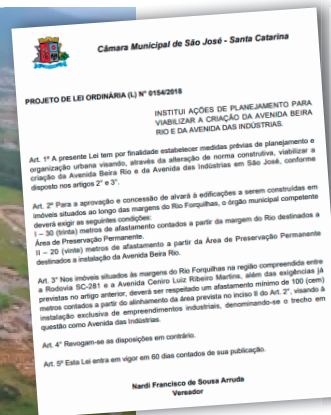 Câmara Municipal de São José - Santa Catarina
PROJETO DE LEI ORDINÁRIA (L) Nº 0154/2018
INSTITUI AÇÕES DE PLANEJAMENTO PARA
VIABILIZAR A CRIAÇÃO DA AVENIDA BEIRA
RIO E DA AVENIDA DAS INDÚSTRIAS.
Art. 1º A presente Lei tem por finalidade estabelecer medidas prévias de planejamento e
organização urbana visando, através da alteração de norma construtiva, viabilizar a
criação da Avenida Beira Rio e da Avenida das Indústrias em São José, conforme
disposto nos artigos 2° e 3°.
Art. 2º Para a aprovação e concessão de alvará à edificações a serem construídas em
imóveis situados ao longo das margens do Rio Forquilhas, o órgão municipal competente
deverá exigir as seguintes condições:
I – 30 (trinta) metros de afastamento contados a partir da margem do Rio destinados a
Área de Preservação Permanente.
II – 20 (vinte) metros de afastamento a partir da Área de Preservação Permanente
destinados a instalação da Avenida Beira Rio.
Art. 3° Nos imóveis situados às margens do Rio Forquilhas na região compreendida entre
a Rodovia SC-281 e a Avenida Ceniro Luiz Ribeiro Martins, além das exigências já
previstas no artigo anterior, deverá ser respeitado um afastamento mínimo de 100 (cem)
metros contados a partir do alinhamento da área prevista no inciso II do Art. 2°, visando à
instalação exclusiva de empreendimentos industriais, denominando-se o trecho em
questão como Avenida das Indústrias.
Art. 4° Revogam-se as disposições em contrário.
Art. 5º Esta Lei entra em vigor em 60 dias contados de sua publicação.
Nardi Francisco de Sousa Arruda
Vereador